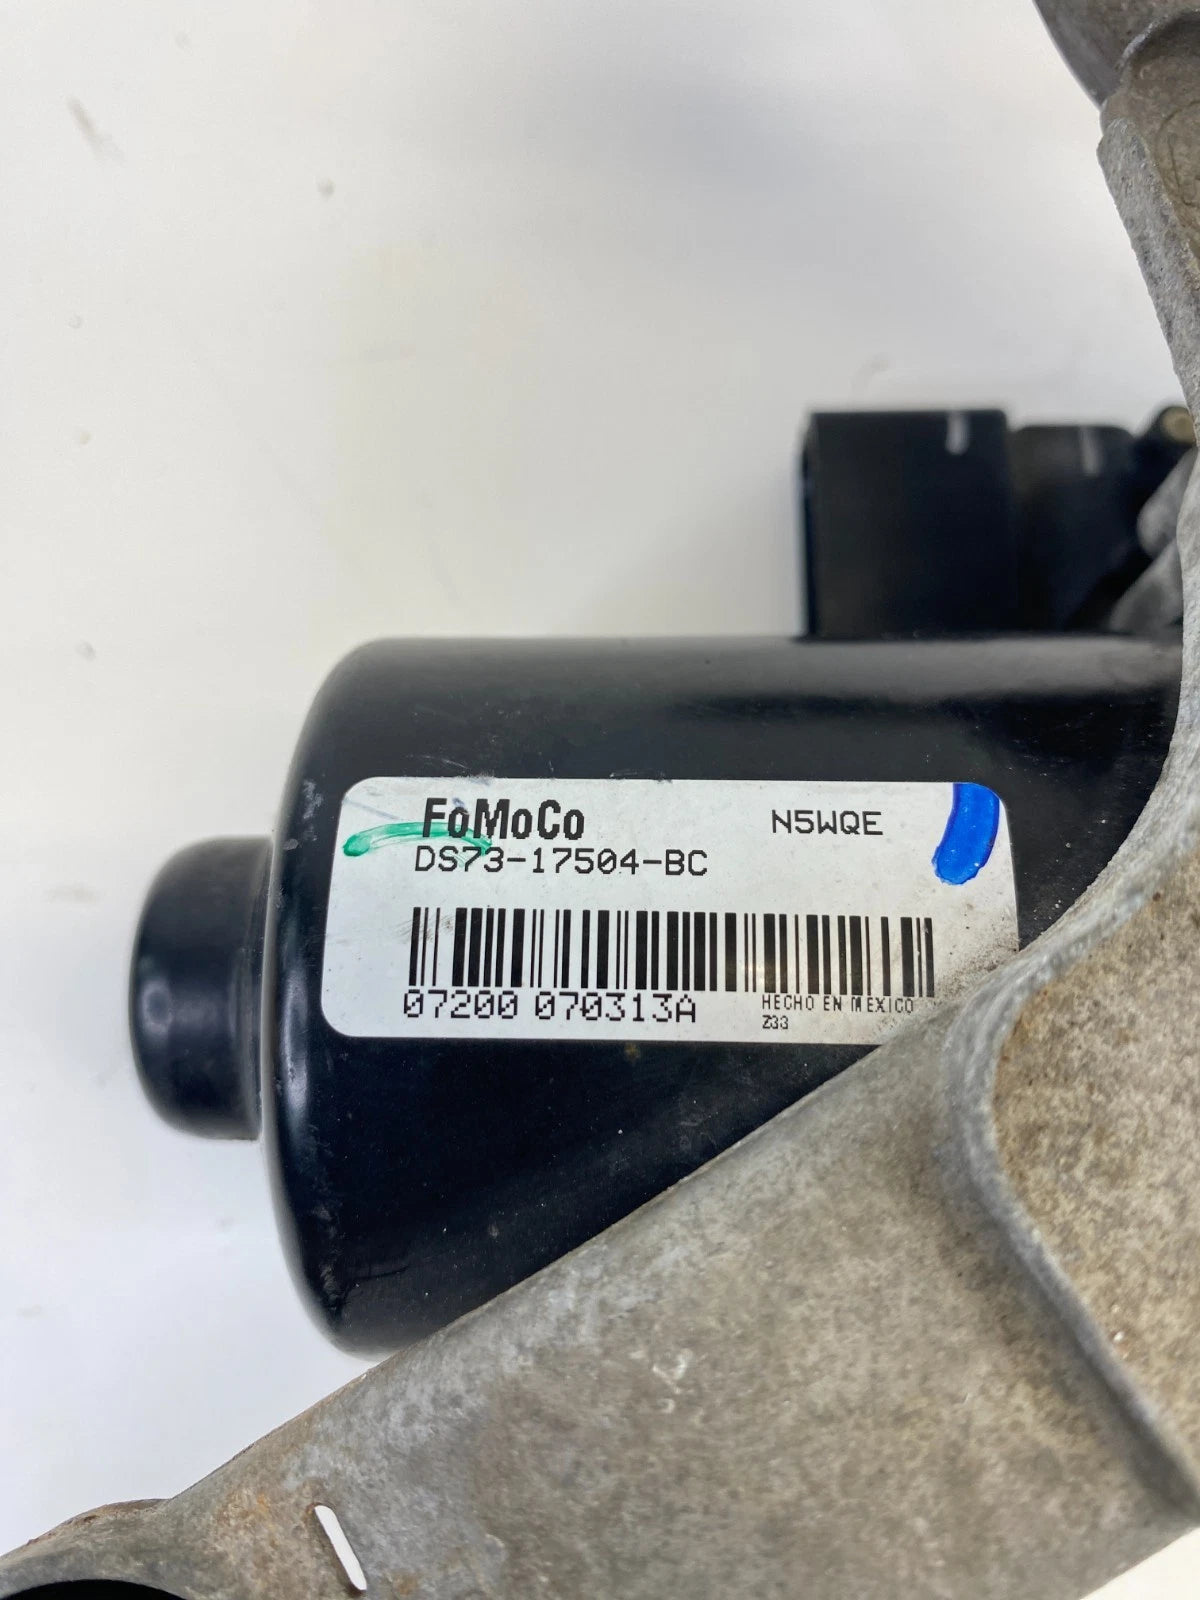 FoMoCo N5WQE
DS73-17504-BC
07200 070313A HECHO EN MEXICO
Z33